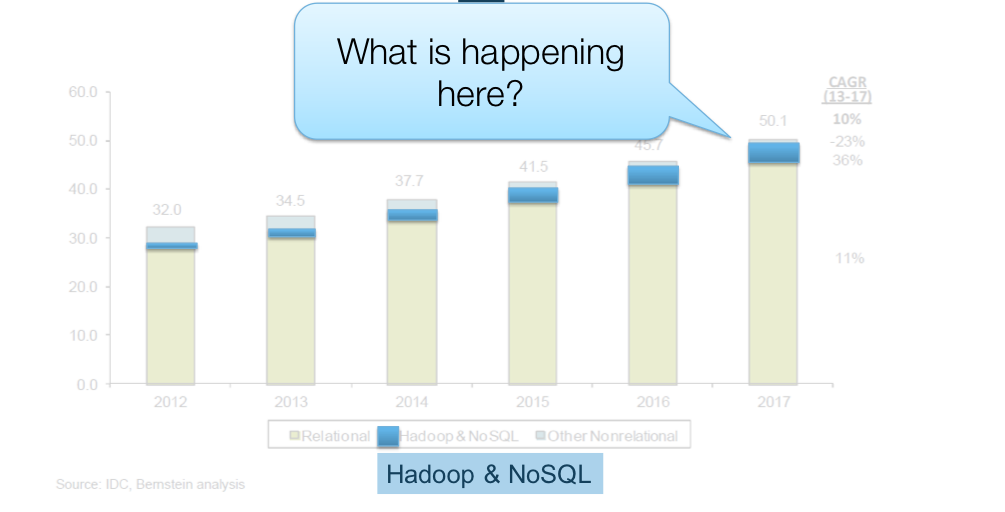 What is happening
here?
CAGR
(13-17)
60.0
10%
50.1
50.0
-23%
45.7
36%
41.5
40.0
37.7
34.5
32.0
30.0
11%
20.0
10.0
0.0
2012 2013 2014 2015 2016 2017
Relational Hadoop & NoSQL Other Nonrelational
Hadoop & NoSQL
Source: IDC, Bernstein analysis